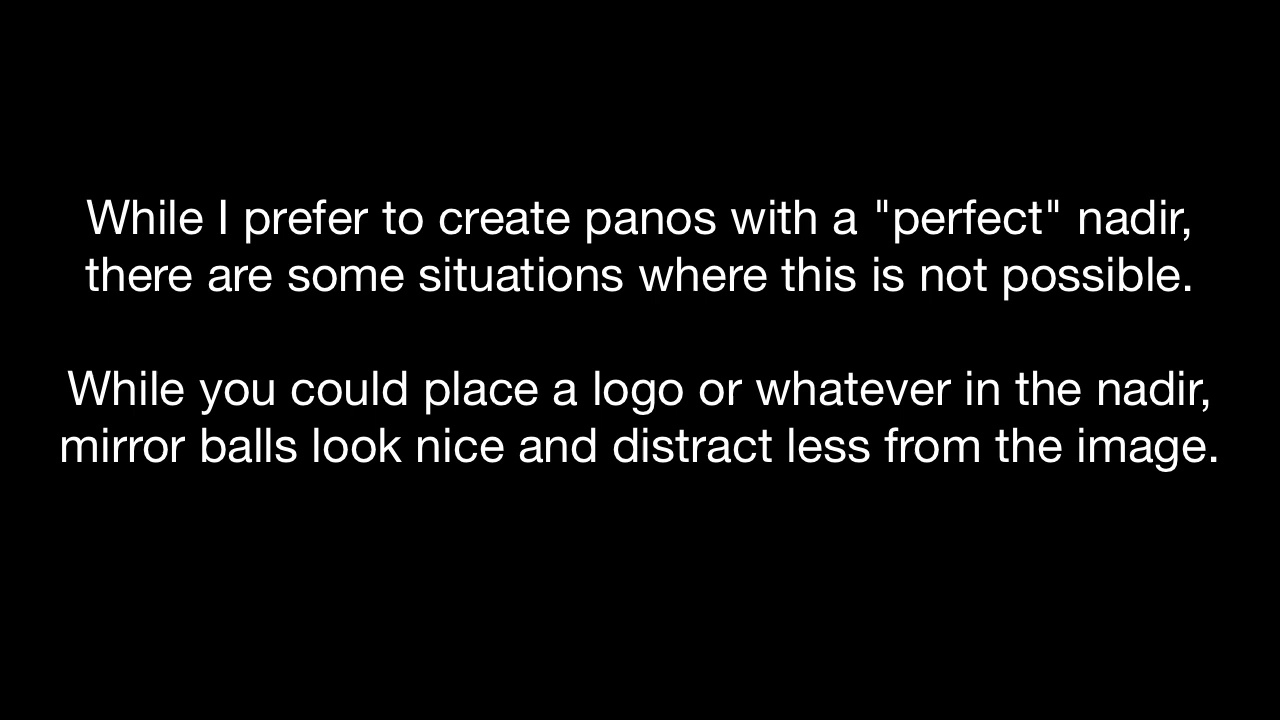 While I prefer to create panos with a "perfect" nadir,
there are some situations where this is not possible.
While you could place a logo or whatever in the nadir,
mirror balls look nice and distract less from the image.